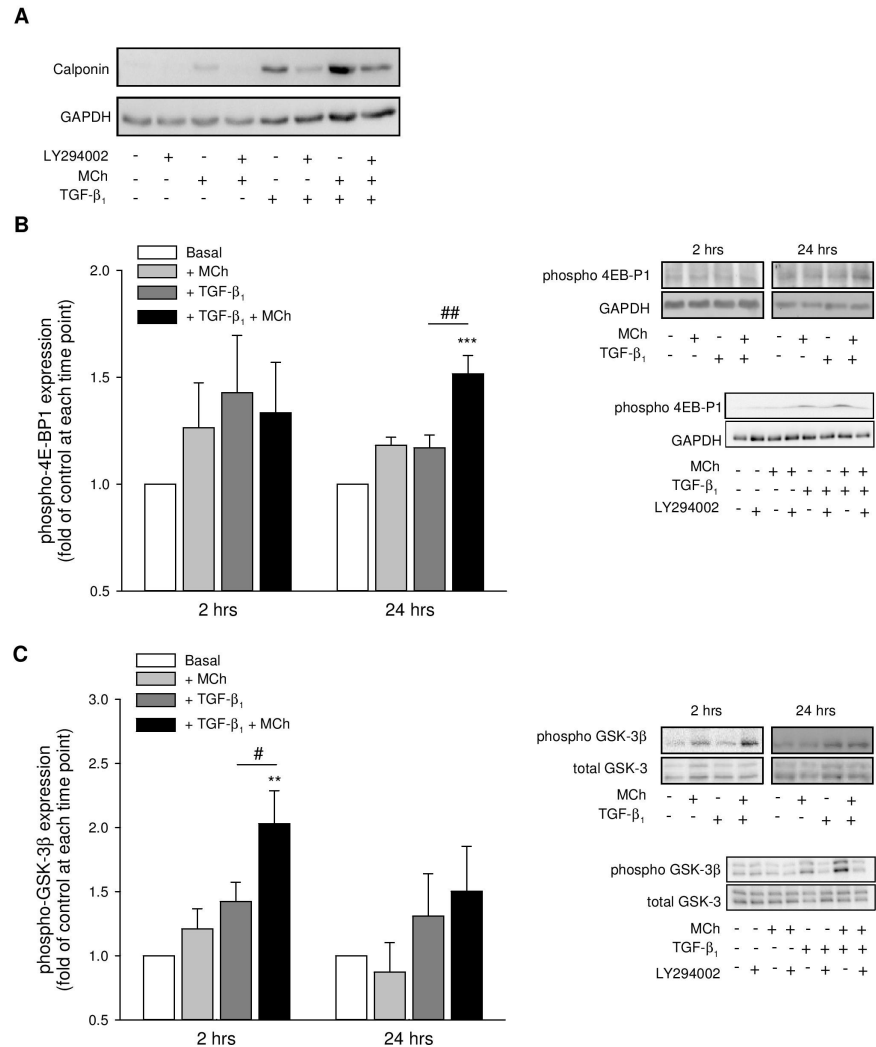 A
Calponin
GAPDH
LY294002 - + - + - + - +
MCh - - + + - - + +
TGF-β1 - - - - + + + +
B
Basal
+ MCh
+ TGF-β1
+ TGF-β1 + MCh
phospho-4E-BP1 expression
(fold of control at each time point)
2.0
1.5
1.0
0.5
##
***
2 hrs 24 hrs
2 hrs 24 hrs
phospho 4EB-P1
GAPDH
MCh - + - + - + - +
TGF-β1 - - + + - - + +
phospho 4EB-P1
GAPDH
MCh - - + + - - + +
TGF-β1 - - - - + + + +
LY294002 - + - + - + - +
C
Basal
+ MCh
+ TGF-β1
+ TGF-β1 + MCh
phospho-GSK-3β expression
(fold of control at each time point)
3.0
2.5
2.0
1.5
1.0
0.5
#
**
2 hrs 24 hrs
2 hrs 24 hrs
phospho GSK-3β
total GSK-3
MCh - + - + - + - +
TGF-β1 - - + + - - + +
phospho GSK-3β
total GSK-3
MCh - - + + - - + +
TGF-β1 - - - - + + + +
LY294002 - + - + - + - +